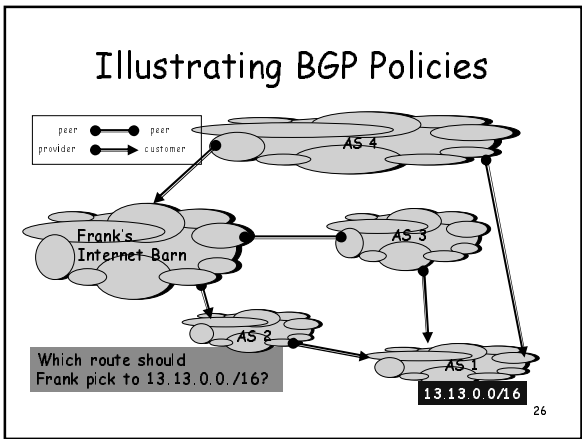 Illustrating BGP Policies
peer peer
provider customer
AS 4
Frank's
Internet Barn
AS 3
AS 2
AS 1
Which route should
Frank pick to 13.13.0.0./16?
13.13.0.0/16
26